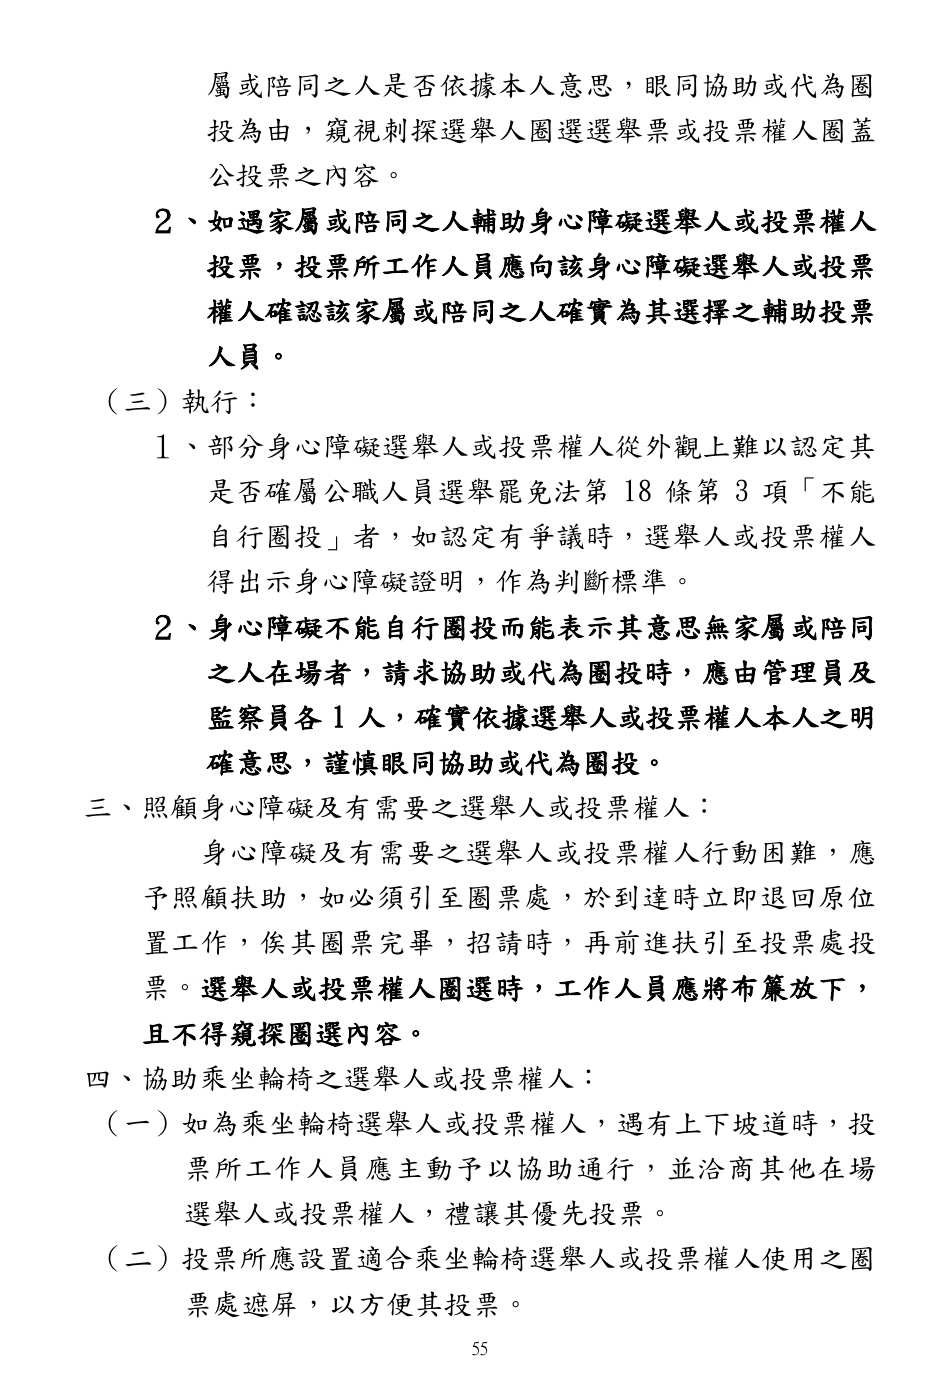 屬或陪同之人是否依據本人意思，眼同協助或代為圈
投為由，窺視刺探選舉人圈選選舉票或投票權人圈蓋
公投票之內容。
２、如遇家屬或陪同之人輔助身心障礙選舉人或投票權人
投票，投票所工作人員應向該身心障礙選舉人或投票
權人確認該家屬或陪同之人確實為其選擇之輔助投票
人員。
（三）執行：
１、部分身心障礙選舉人或投票權人從外觀上難以認定其
是否確屬公職人員選舉罷免法第 18 條第 3 項「不能
自行圈投」者，如認定有爭議時，選舉人或投票權人
得出示身心障礙證明，作為判斷標準。
２、身心障礙不能自行圈投而能表示其意思無家屬或陪同
之人在場者，請求協助或代為圈投時，應由管理員及
監察員各 1 人，確實依據選舉人或投票權人本人之明
確意思，謹慎眼同協助或代為圈投。
三、照顧身心障礙及有需要之選舉人或投票權人：
身心障礙及有需要之選舉人或投票權人行動困難，應
予照顧扶助，如必須引至圈票處，於到達時立即退回原位
置工作，俟其圈票完畢，招請時，再前進扶引至投票處投
票。選舉人或投票權人圈選時，工作人員應將布簾放下，
且不得窺探圈選內容。
四、協助乘坐輪椅之選舉人或投票權人：
（一）如為乘坐輪椅選舉人或投票權人，遇有上下坡道時，投
票所工作人員應主動予以協助通行，並洽商其他在場
選舉人或投票權人，禮讓其優先投票。
（二）投票所應設置適合乘坐輪椅選舉人或投票權人使用之圈
票處遮屏，以方便其投票。
55